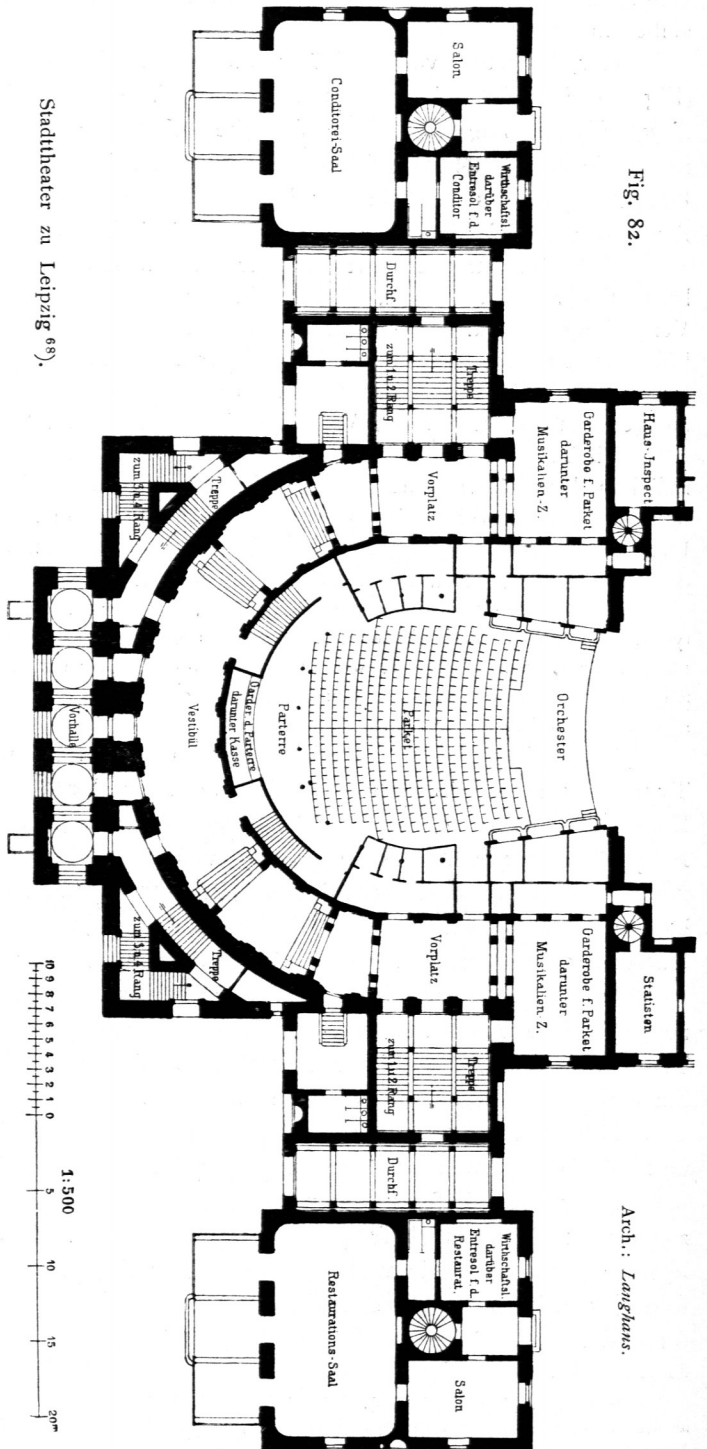 Fig. 82.
Arch.: Langhans.
Salon
Wirthschaftsl.
darüber
Entresol f. d.
Conditor
Conditorei-Saal
Durchf.
Treppe
zum 1 u 2 Rang
Haus-Jnspect
Garderobe f. Parket
darunter
Musikalien-Z.
Vorplatz
Treppe
zum 3 u 4 Rang
Orchester
Parket
Parterre
Garder. d. Parterre
darunter Kasse
Vestibül
Vorhalle
Statisten
Garderobe f. Parket
darunter
Musikalien Z.
Vorplatz
Treppe
zum 3 u 4 Rang
Treppe
zum 1 u 2 Rang
Durchf.
Wirthschaftsl.
darüber
Entresol f. d.
Restaurat.
Salon
Restaurations-Saal
1:500
10 9 8 7 6 5 4 3 2 1 0 5 10 15 20m
Stadttheater zu Leipzig 68).